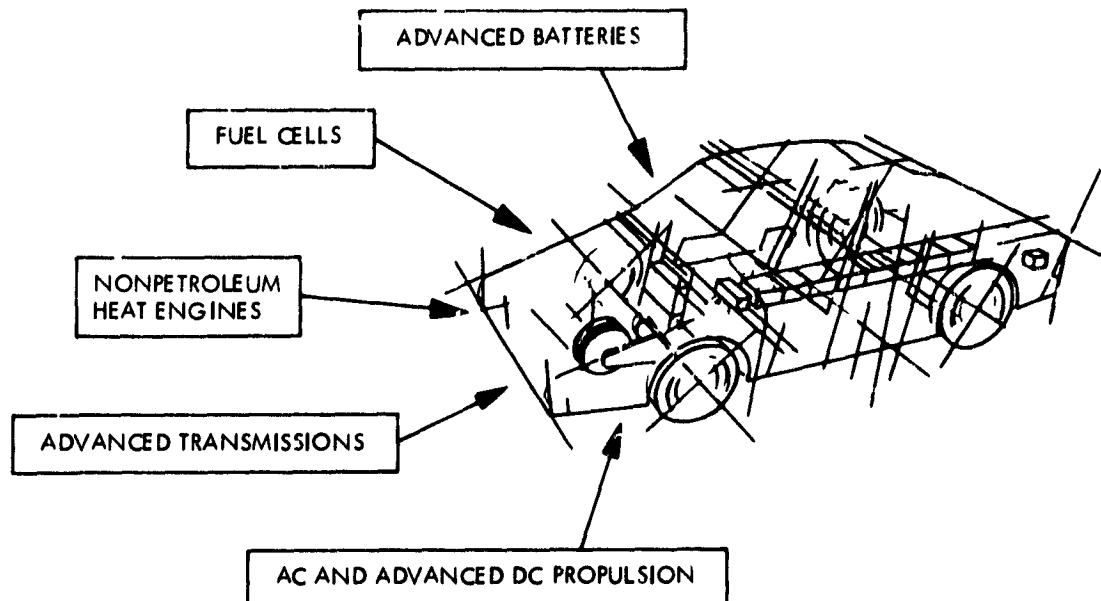 ADVANCED BATTERIES
FUEL CELLS
NONPETROLEUM
HEAT ENGINES
ADVANCED TRANSMISSIONS
AC AND ADVANCED DC PROPULSION